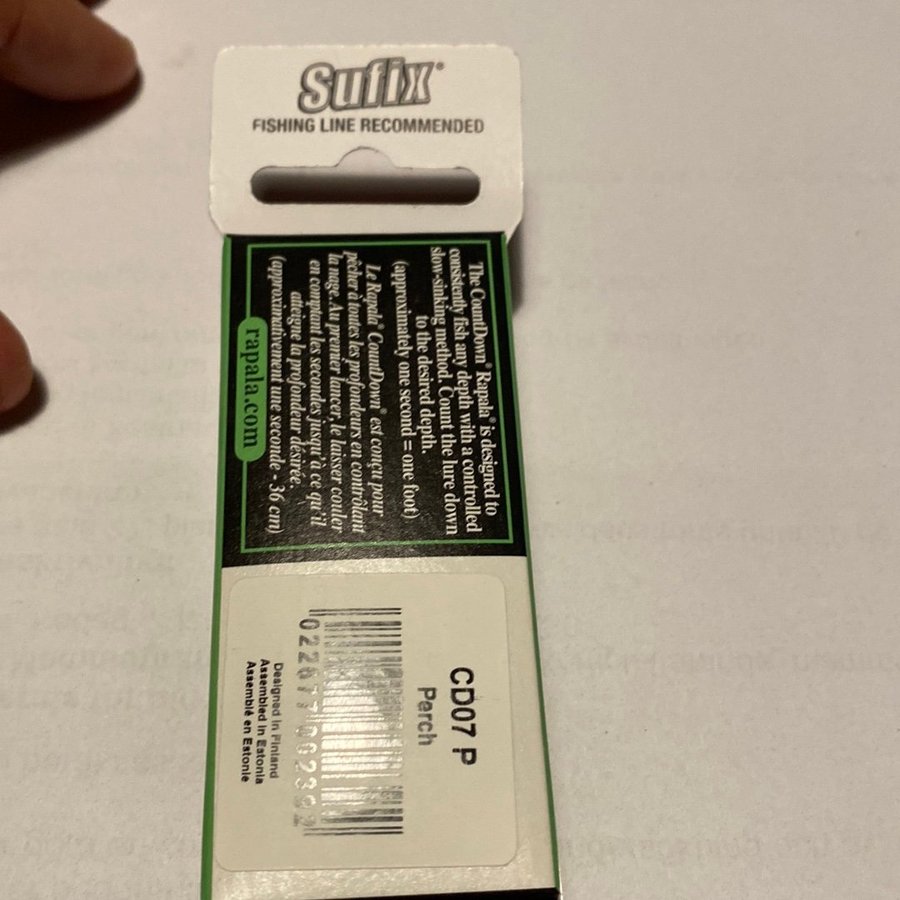 Sufix®
FISHING LINE RECOMMENDED
The CountDown® Rapala® is designed to
consistently fish any depth with a controlled
slow-sinking method. Count the lure down
to the desired depth.
(approximately one second = one foot)
Le Rapala® CountDown® est conçu pour
pêcher à toutes les profondeurs en contrôlant
la nage. Au premier lancer, le laisser couler
en comptant les secondes jusqu'à ce qu'il
atteigne la profondeur désirée.
(approximativement une seconde - 36 cm)
rapala.com
CD07 P
Perch
Designed in Finland
Assembled in Estonia
Assemblé en Estonie